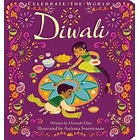 CELEBRATE THE WORLD
Diwali
Written by Hannah Eliot
Illustrated by Archana Sreenivasan